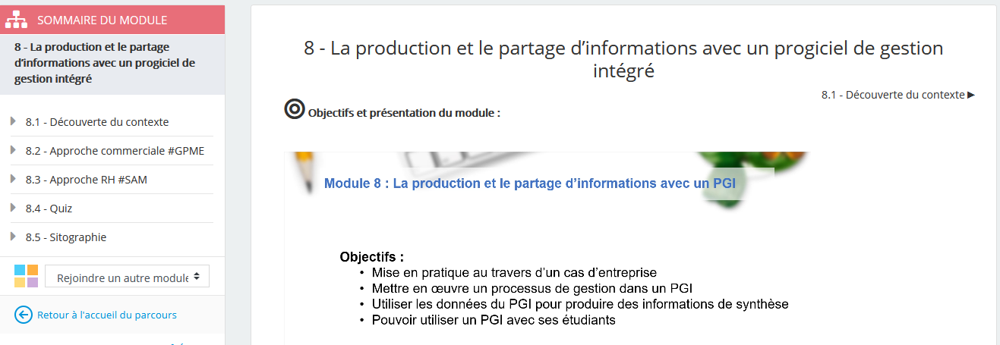 SOMMAIRE DU MODULE
8 - La production et le partage
d’informations avec un progiciel de
gestion intégré
8.1 - Découverte du contexte
8.2 - Approche commerciale #GPME
8.3 - Approche RH #SAM
8.4 - Quiz
8.5 - Sitographie
Rejoindre un autre module
Retour à l'accueil du parcours
8 - La production et le partage d’informations avec un progiciel de gestion
intégré
8.1 - Découverte du contexte ►
Objectifs et présentation du module :
Module 8 : La production et le partage d’informations avec un PGI
Objectifs :
• Mise en pratique au travers d’un cas d’entreprise
• Mettre en œuvre un processus de gestion dans un PGI
• Utiliser les données du PGI pour produire des informations de synthèse
• Pouvoir utiliser un PGI avec ses étudiants